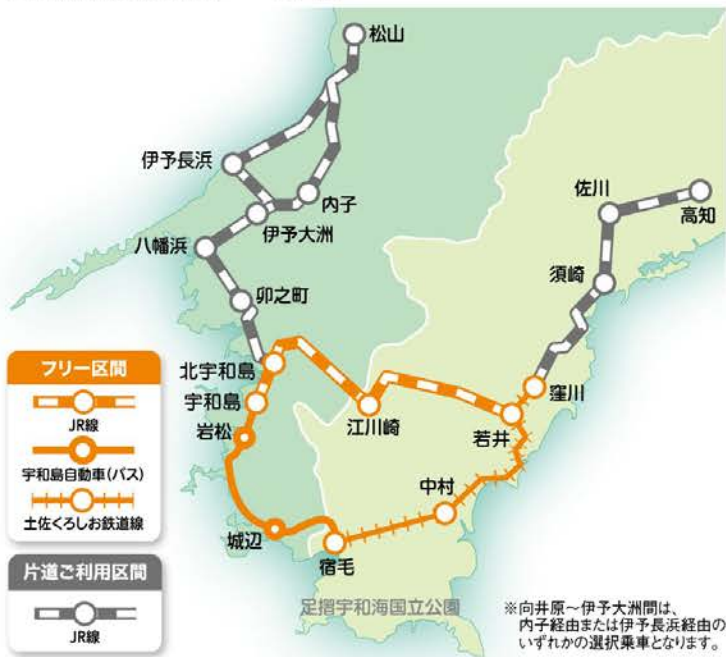 松山
伊予長浜
内子
伊予大洲
八幡浜
卯之町
佐川
高知
須崎
フリー区間
JR線
宇和島自動車(バス)
土佐くろしお鉄道線
片道ご利用区間
JR線
北宇和島
宇和島
岩松
江川崎
若井
窪川
中村
城辺
宿毛
足摺宇和海国立公園
※向井原~伊予大洲間は、
内子経由または伊予長浜経由の
いずれかの選択乗車となります。